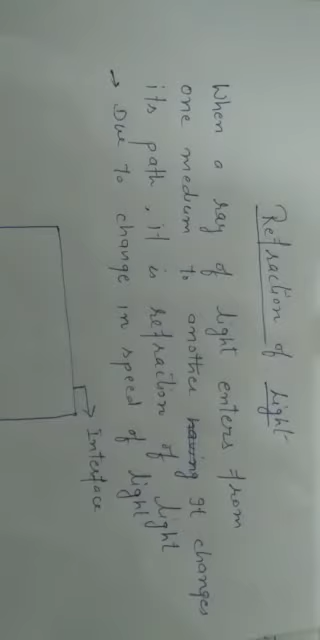 Refraction of light
When a ray of light enters from
one medium to another having It changes
its path, it is refraction of light
→ Due to change in speed of light
→ Interface